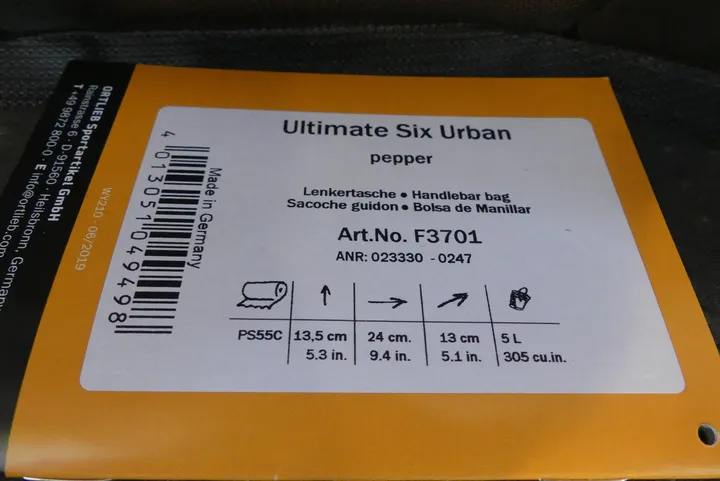 ORTLIEB Sportartikel GmbH
Rainstrasse 6 · D-91560 · Heilsbronn, Germany
T +49 9872 800-0 · E info@ortlieb.com
WY210 - 06/2019
4 013051 049498
Made in Germany
Ultimate Six Urban
pepper
Lenkertasche • Handlebar bag
Sacoche guidon • Bolsa de Manillar
Art.No. F3701
ANR: 023330 - 0247
PS55C 13,5 cm 24 cm. 13 cm 5 L
5.3 in. 9.4 in. 5.1 in. 305 cu.in.